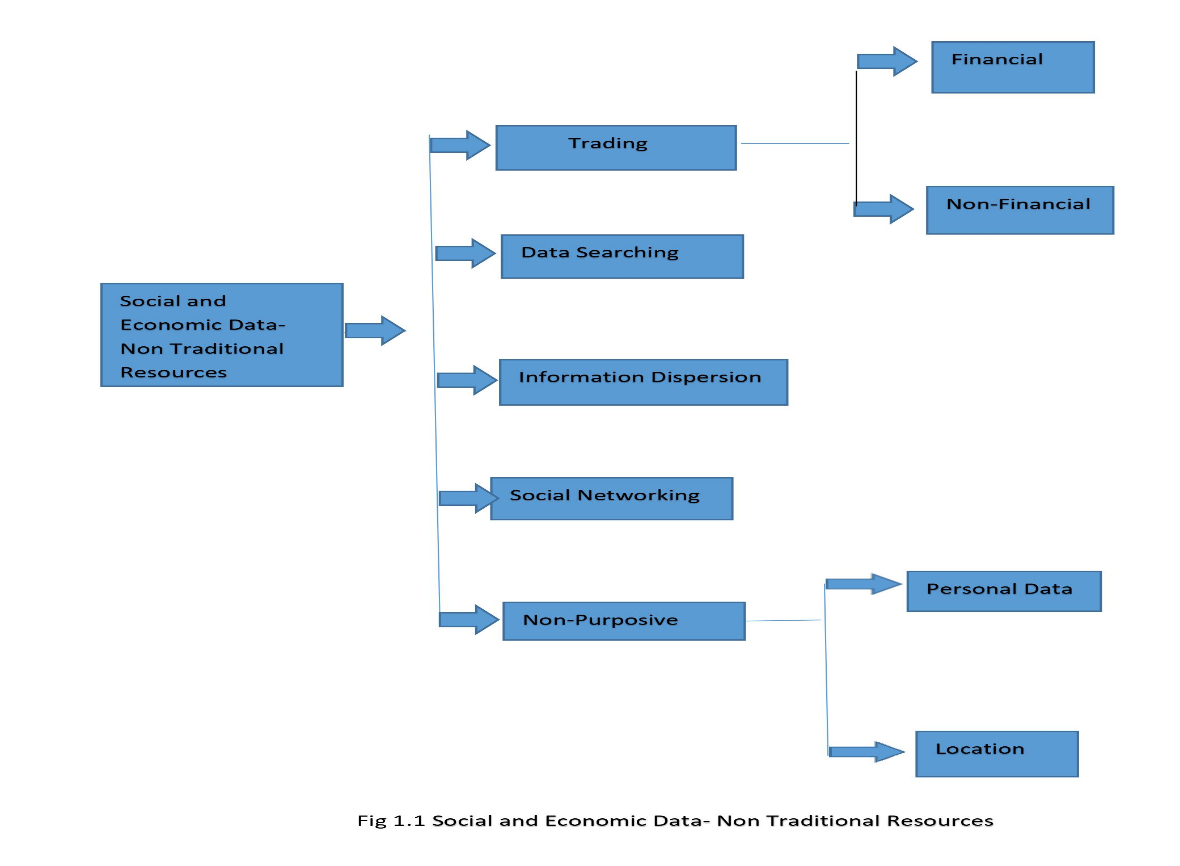 Financial
Trading
Non-Financial
Data Searching
Social and
Economic Data-
Non Traditional
Resources
Information Dispersion
Social Networking
Personal Data
Non-Purposive
Location
Fig 1.1 Social and Economic Data- Non Traditional Resources